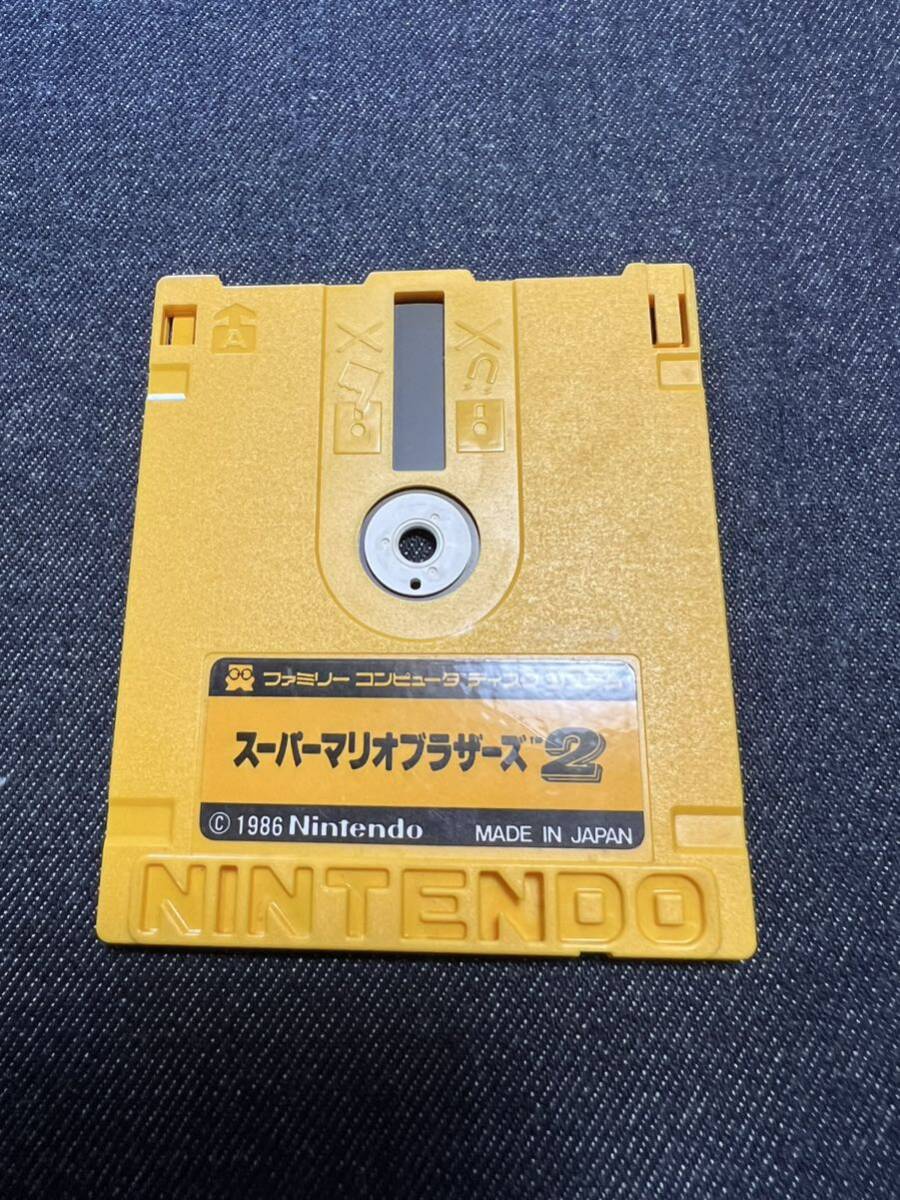 A
ファミリー コンピュータ ディスクシステム
スーパーマリオブラザーズ™2
© 1986 Nintendo MADE IN JAPAN
NINTENDO